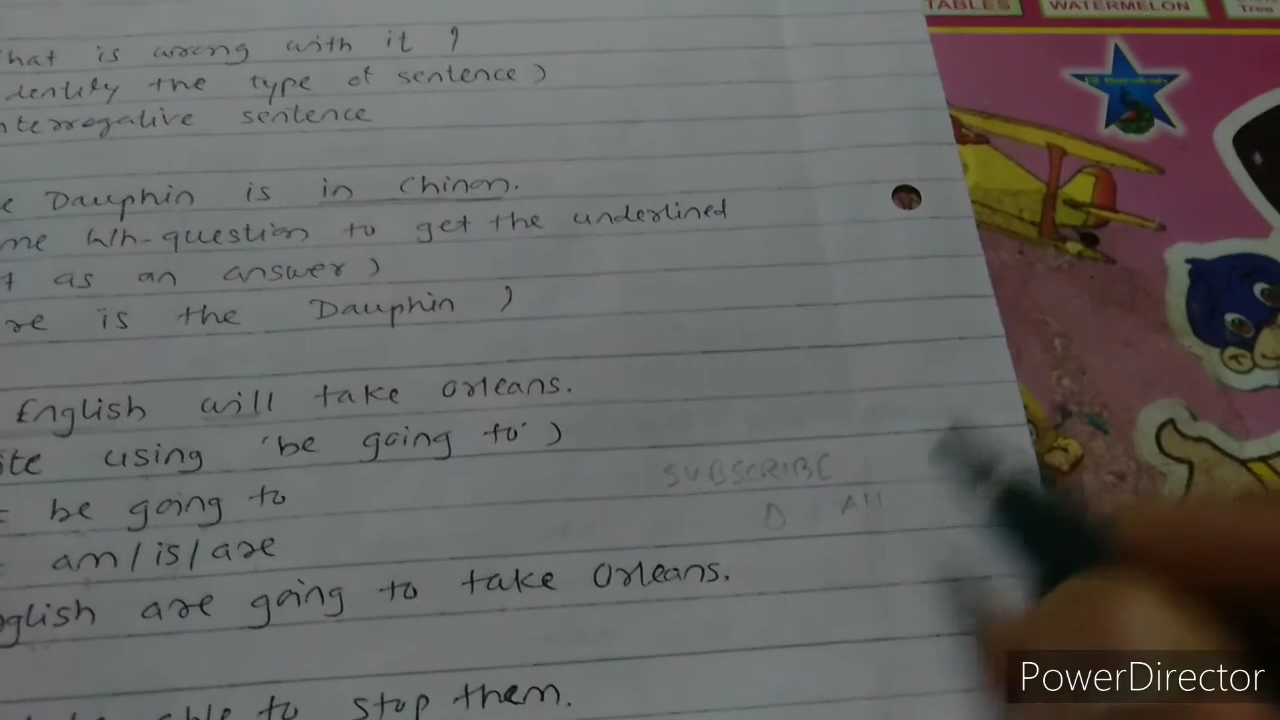 TABLES WATERMELON Tree
hat is wrong with it ?
dentify the type of sentence)
nterrogative sentence
e Dauphin is in Chinon.
me Wh-question to get the underlined
t as an answer)
re is the Dauphin ?
English will take Orleans.
ite using 'be going to')
= be going to
SUBSCRIBE
All
= am/is/are
glish are going to take Orleans.
able to stop them.
PowerDirector